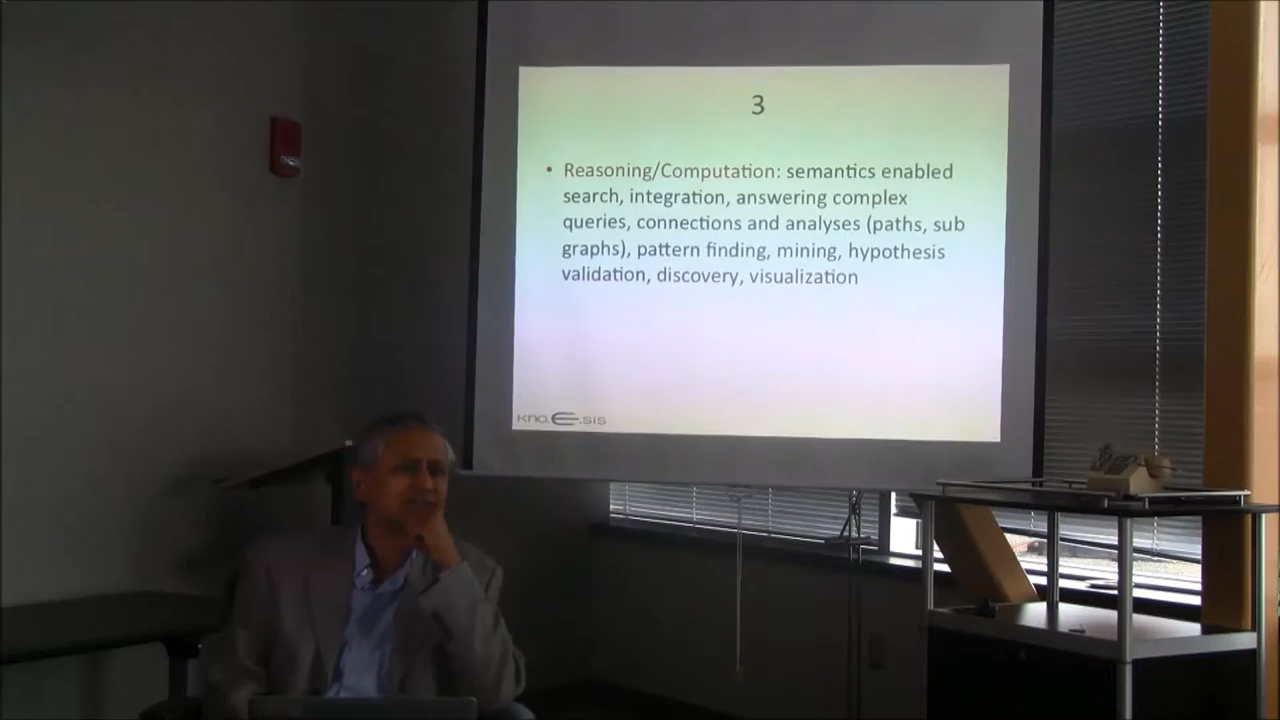 3
• Reasoning/Computation: semantics enabled
search, integration, answering complex
queries, connections and analyses (paths, sub
graphs), pattern finding, mining, hypothesis
validation, discovery, visualization
kno.e.sis